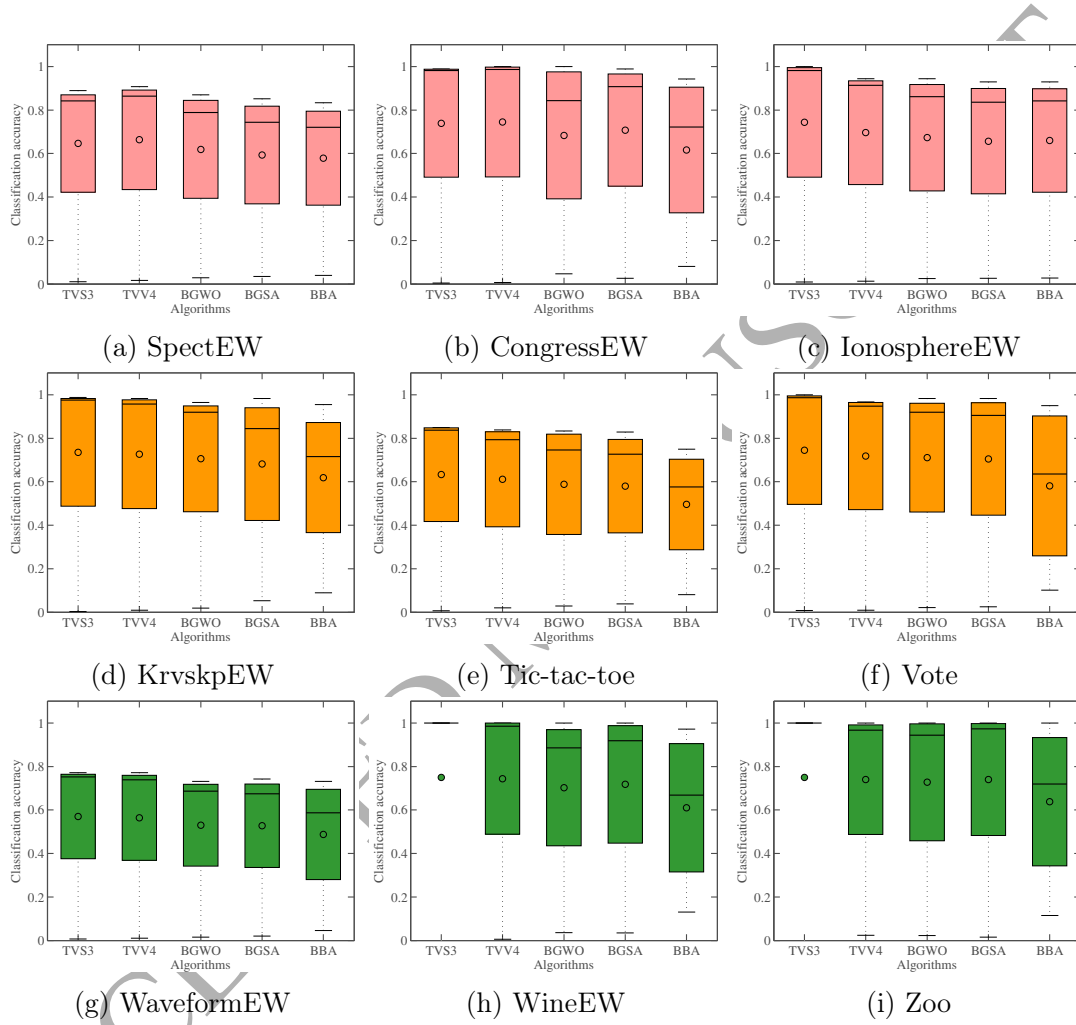 Classification accuracy
1
0.8
0.6
0.4
0.2
0
TVS3 TVV4 BGWO BGSA BBA
Algorithms
(a) SpectEW
Classification accuracy
1
0.8
0.6
0.4
0.2
0
TVS3 TVV4 BGWO BGSA BBA
Algorithms
(b) CongressEW
Classification accuracy
1
0.8
0.6
0.4
0.2
0
TVS3 TVV4 BGWO BGSA BBA
Algorithms
(c) IonosphereEW
Classification accuracy
1
0.8
0.6
0.4
0.2
0
TVS3 TVV4 BGWO BGSA BBA
Algorithms
(d) KrvskpEW
Classification accuracy
1
0.8
0.6
0.4
0.2
0
TVS3 TVV4 BGWO BGSA BBA
Algorithms
(e) Tic-tac-toe
Classification accuracy
1
0.8
0.6
0.4
0.2
0
TVS3 TVV4 BGWO BGSA BBA
Algorithms
(f) Vote
Classification accuracy
1
0.8
0.6
0.4
0.2
0
TVS3 TVV4 BGWO BGSA BBA
Algorithms
(g) WaveformEW
Classification accuracy
1
0.8
0.6
0.4
0.2
0
TVS3 TVV4 BGWO BGSA BBA
Algorithms
(h) WineEW
Classification accuracy
1
0.8
0.6
0.4
0.2
0
TVS3 TVV4 BGWO BGSA BBA
Algorithms
(i) Zoo